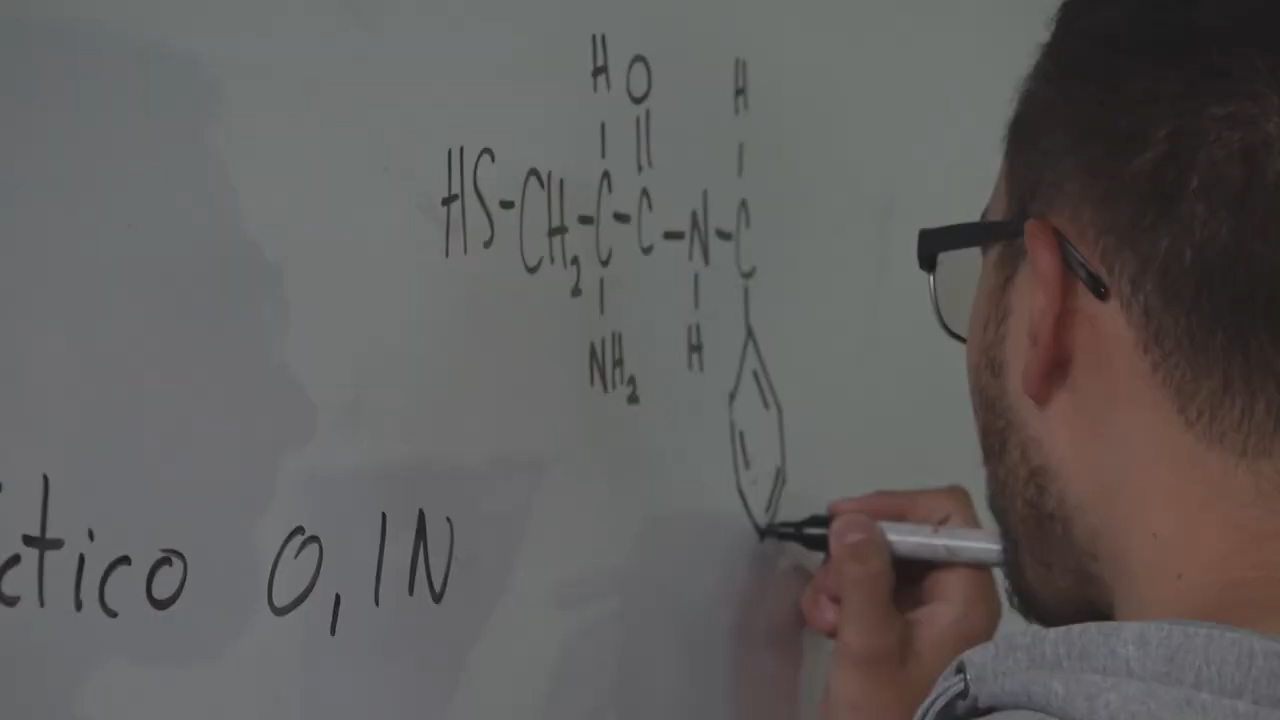 H O H
HS-CH₂-C-C-N-C
NH₂ H
ctico 0,1N